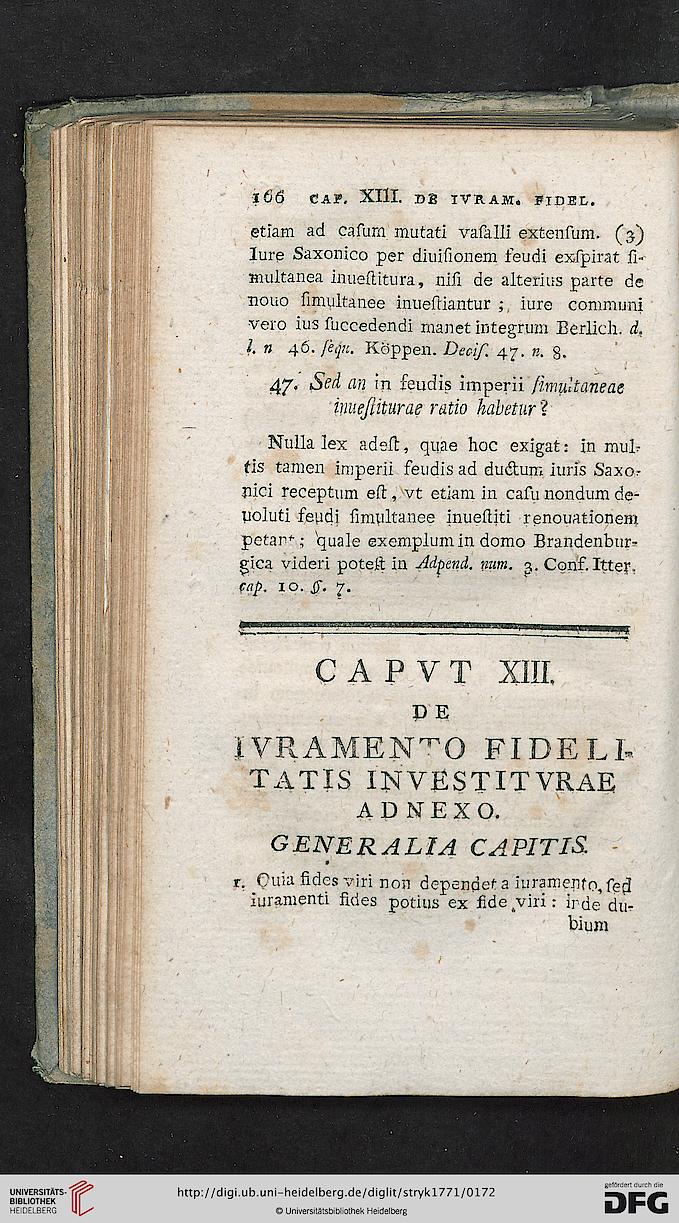 166 CAP. XIII. DE IVRAM. FIDEL.
etiam ad caſum mutati vaſalli extenſum. (3)
Iure Saxonico per diuiſionem feudi exſpirat ſi-
multanea inueſtitura, niſi de alterius parte de
nouo ſimultanee inueſtiantur ; iure communi
vero ius ſuccedendi manet integrum Berlich. d.
l. n 46. ſeqn. Köppen. Deciſ. 47. n. 8.
47. Sed an in feudis imperii ſimultaneae
inueſtiturae ratio habetur?
Nulla lex adeſt, quae hoc exigat: in mul-
tis tamen imperii feudis ad ductum iuris Saxo-
nici receptum eſt, vt etiam in caſu nondum de-
uoluti feudi ſimultanee inueſtiti renouationem
petant; quale exemplum in domo Brandenbur-
gica videri poteſt in Adpend. num. 3. Conf. Itter.
cap. 10. §. 7.
CAPVT XIII.
DE
IVRAMENTO FIDELI-
TATIS INVESTITVRAE
ADNEXO.
GENERALIA CAPITIS.
1. Quia fides viri non dependet a iuramento, ſed
iuramenti fides potius ex fide viri: inde du-
bium
UNIVERSITÄTS-
BIBLIOTHEK
HEIDELBERG
http://digi.ub.uni-heidelberg.de/diglit/stryk1771/0172
© Universitätsbibliothek Heidelberg
gefördert durch die
DFG